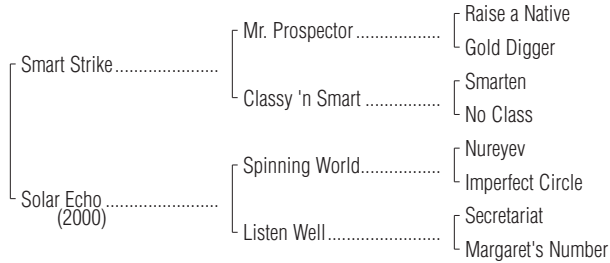 Raise a Native
Mr. Prospector ..................
Gold Digger
Smart Strike......................
Smarten
Classy 'n Smart ................
No Class
Nureyev
Spinning World.................
Imperfect Circle
Solar Echo ........................
(2000)
Secretariat
Listen Well........................
Margaret's Number